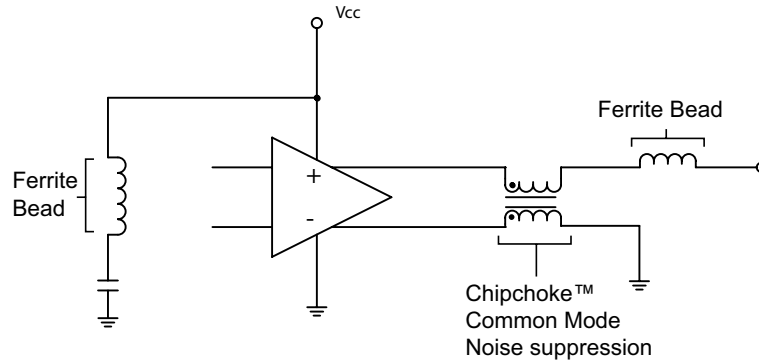 Vcc
Ferrite Bead
Ferrite
Bead
+
-
Chipchoke™
Common Mode
Noise suppression